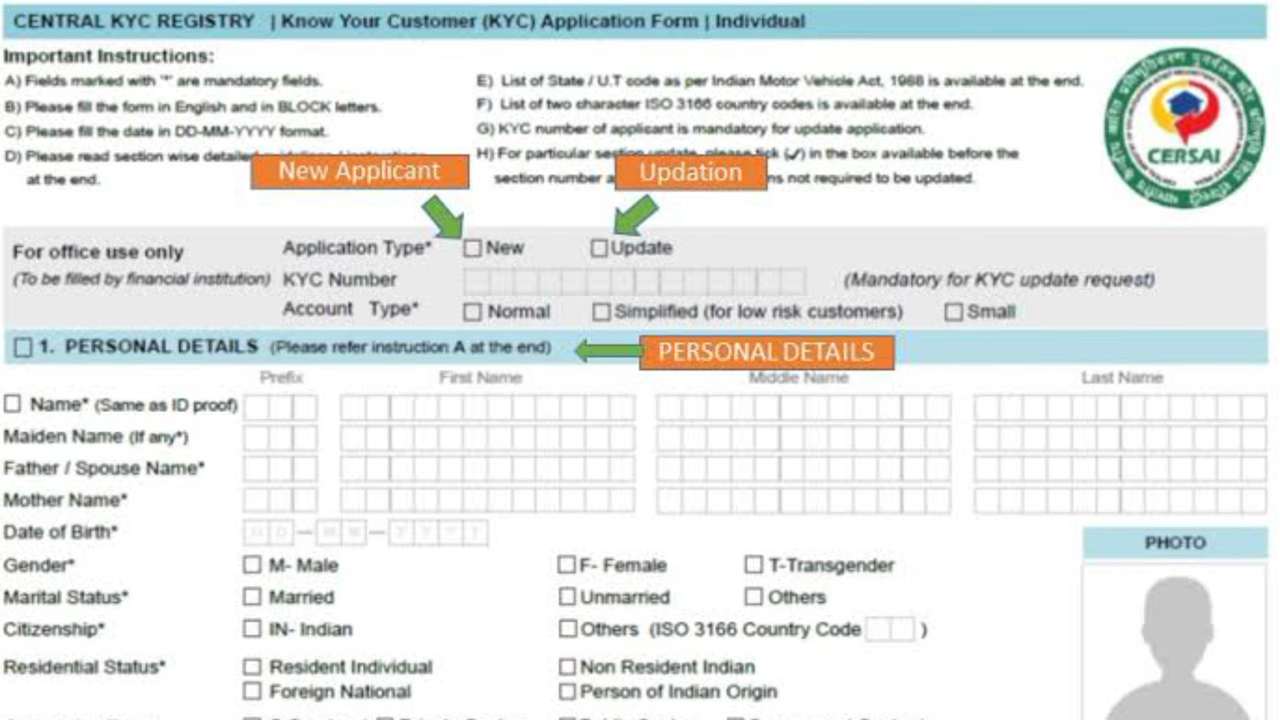 CENTRAL KYC REGISTRY | Know Your Customer (KYC) Application Form | Individual
Important Instructions:
A) Fields marked with '*' are mandatory fields.
B) Please fill the form in English and in BLOCK letters.
C) Please fill the date in DD-MM-YYYY format.
D) Please read section wise detailed
at the end.
E) List of State / U.T code as per Indian Motor Vehicle Act, 1988 is available at the end.
F) List of two character ISO 3166 country codes is available at the end.
G) KYC number of applicant is mandatory for update application.
H) For particular section update, please tick (✓) in the box available before the
section number ns not required to be updated.
CERSAI
New Applicant
Updation
For office use only
(To be filled by financial institution)
Application Type* New Update
KYC Number (Mandatory for KYC update request)
Account Type* Normal Simplified (for low risk customers) Small
1. PERSONAL DETAILS (Please refer instruction A at the end)
PERSONAL DETAILS
Prefix First Name Middle Name Last Name
Name* (Same as ID proof)
Maiden Name (If any*)
Father / Spouse Name*
Mother Name*
Date of Birth* DD — MM — YYYY
PHOTO
Gender* M- Male F- Female T-Transgender
Marital Status* Married Unmarried Others
Citizenship* IN- Indian Others (ISO 3166 Country Code )
Residential Status* Resident Individual Non Resident Indian
Foreign National Person of Indian Origin